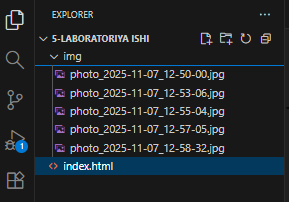 EXPLORER
5-LABORATORIYA ISHI
img
photo_2025-11-07_12-50-00.jpg
photo_2025-11-07_12-53-06.jpg
photo_2025-11-07_12-55-04.jpg
photo_2025-11-07_12-57-05.jpg
photo_2025-11-07_12-58-32.jpg
index.html
1